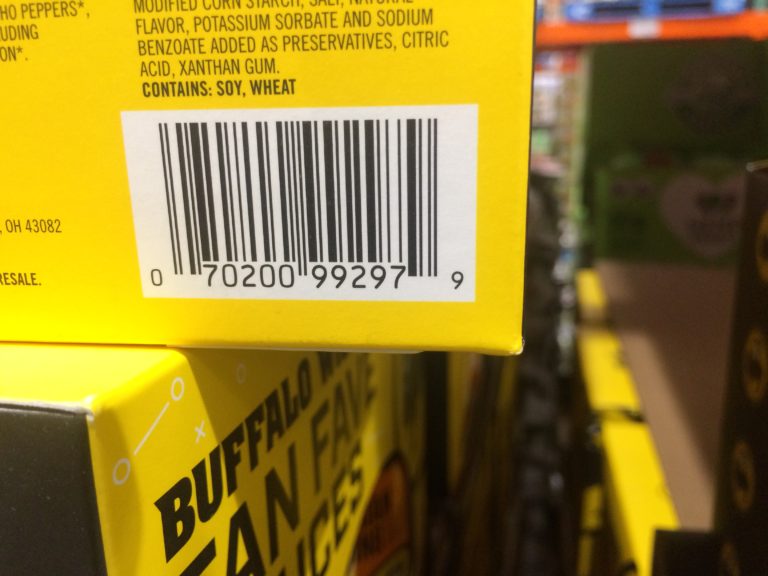 HO PEPPERS*,
UDING
ON*.
MODIFIED CORN STARCH, SALT, NATURAL
FLAVOR, POTASSIUM SORBATE AND SODIUM
BENZOATE ADDED AS PRESERVATIVES, CITRIC
ACID, XANTHAN GUM.
CONTAINS: SOY, WHEAT
, OH 43082
RESALE.
0 70200 99297 9
BUFFALO W
FAN FAVE